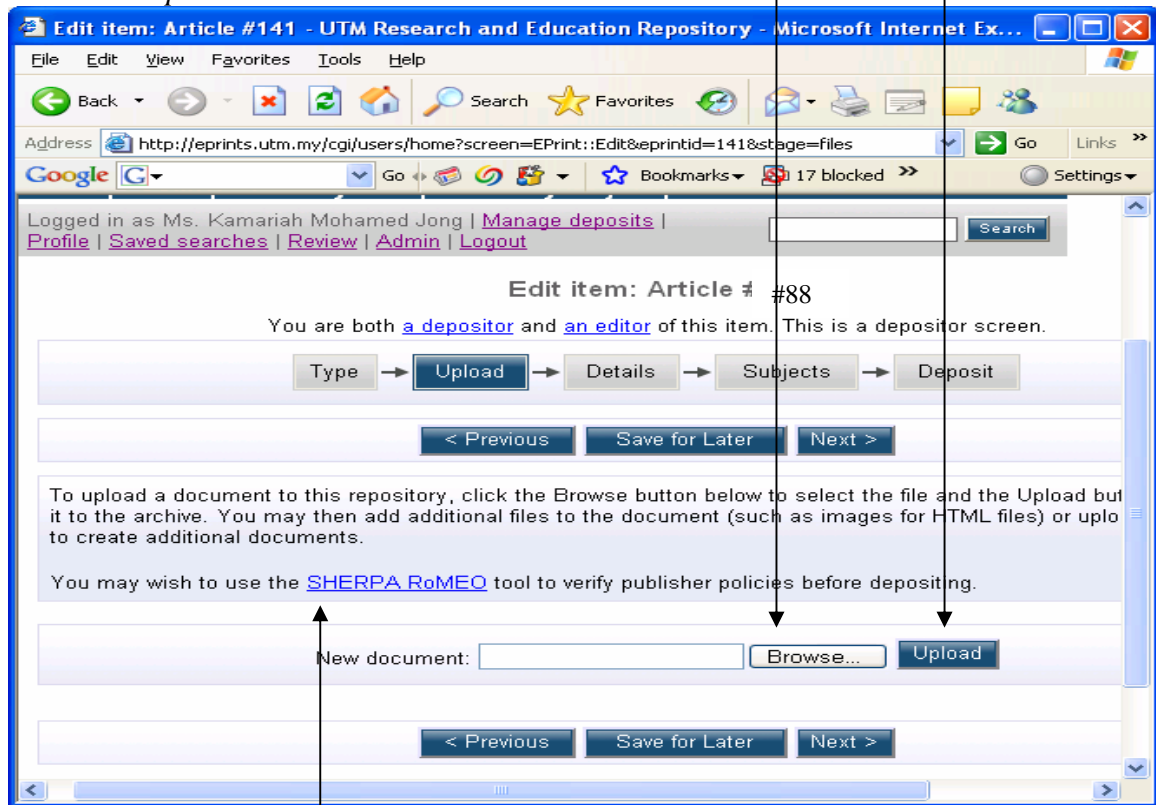 Edit item: Article #141 - UTM Research and Education Repository - Microsoft Internet Ex...
File Edit View Favorites Tools Help
Back Search Favorites
Address http://eprints.utm.my/cgi/users/home?screen=EPrint::Edit&eprintid=141&stage=files Go Links »
Google G Go Bookmarks 17 blocked » Settings
Logged in as Ms. Kamariah Mohamed Jong | Manage deposits |
Profile | Saved searches | Review | Admin | Logout
Search
Edit item: Article #88
You are both a depositor and an editor of this item. This is a depositor screen.
Type Upload Details Subjects Deposit
< Previous Save for Later Next >
To upload a document to this repository, click the Browse button below to select the file and the Upload but
it to the archive. You may then add additional files to the document (such as images for HTML files) or uplo
to create additional documents.
You may wish to use the SHERPA RoMEO tool to verify publisher policies before depositing.
New document: Browse... Upload
< Previous Save for Later Next >